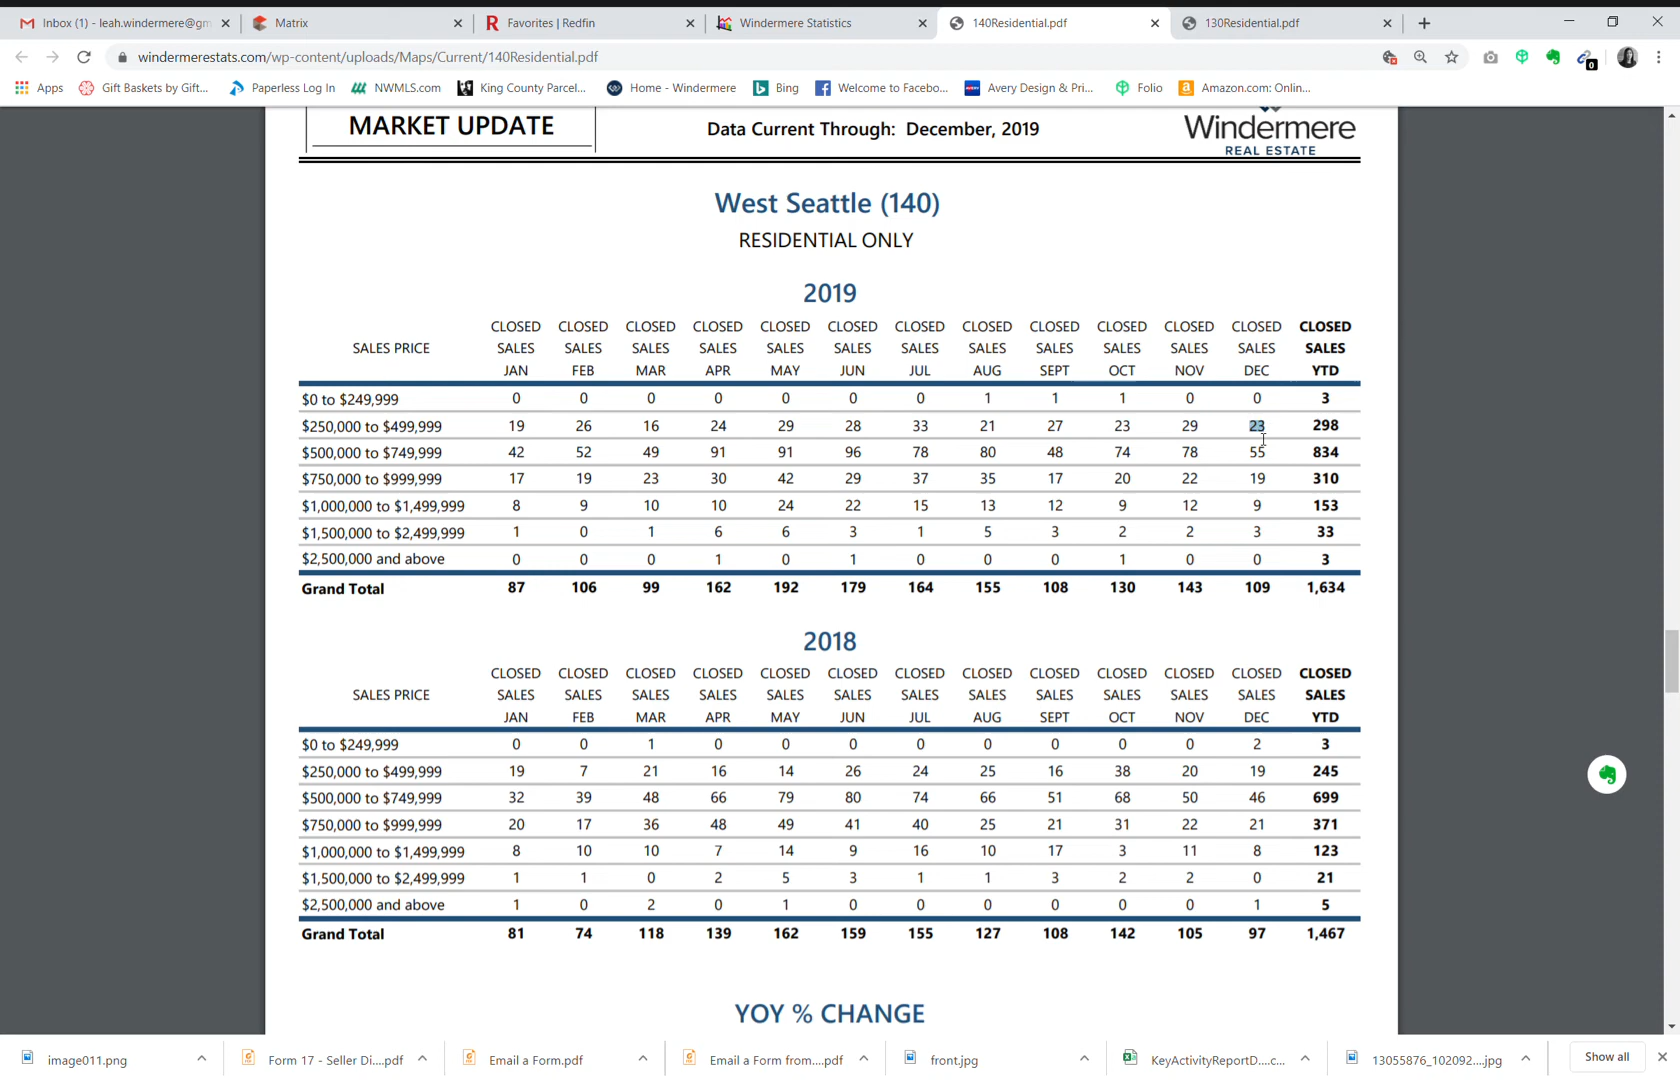 Inbox (1) - leah.windermere@gm
Matrix
Favorites | Redfin
Windermere Statistics
140Residential.pdf
130Residential.pdf
windermerestats.com/wp-content/uploads/Maps/Current/140Residential.pdf
0
Apps
Gift Baskets by Gift...
Paperless Log In
NWMLS.com
King County Parcel...
Home - Windermere
Bing
Welcome to Facebo...
Avery Design & Pri...
Folio
Amazon.com: Onlin...
MARKET UPDATE
Data Current Through: December, 2019
Windermere
REAL ESTATE
West Seattle (140)
RESIDENTIAL ONLY
2019
CLOSED CLOSED CLOSED CLOSED CLOSED CLOSED CLOSED CLOSED CLOSED CLOSED CLOSED CLOSED CLOSED
SALES PRICE SALES SALES SALES SALES SALES SALES SALES SALES SALES SALES SALES SALES SALES
JAN FEB MAR APR MAY JUN JUL AUG SEPT OCT NOV DEC YTD
$0 to $249,999 0 0 0 0 0 0 0 1 1 1 0 0 3
$250,000 to $499,999 19 26 16 24 29 28 33 21 27 23 29 23 298
$500,000 to $749,999 42 52 49 91 91 96 78 80 48 74 78 55 834
$750,000 to $999,999 17 19 23 30 42 29 37 35 17 20 22 19 310
$1,000,000 to $1,499,999 8 9 10 10 24 22 15 13 12 9 12 9 153
$1,500,000 to $2,499,999 1 0 1 6 6 3 1 5 3 2 2 3 33
$2,500,000 and above 0 0 0 1 0 1 0 0 0 1 0 0 3
Grand Total 87 106 99 162 192 179 164 155 108 130 143 109 1,634
2018
CLOSED CLOSED CLOSED CLOSED CLOSED CLOSED CLOSED CLOSED CLOSED CLOSED CLOSED CLOSED CLOSED
SALES PRICE SALES SALES SALES SALES SALES SALES SALES SALES SALES SALES SALES SALES SALES
JAN FEB MAR APR MAY JUN JUL AUG SEPT OCT NOV DEC YTD
$0 to $249,999 0 0 1 0 0 0 0 0 0 0 0 2 3
$250,000 to $499,999 19 7 21 16 14 26 24 25 16 38 20 19 245
$500,000 to $749,999 32 39 48 66 79 80 74 66 51 68 50 46 699
$750,000 to $999,999 20 17 36 48 49 41 40 25 21 31 22 21 371
$1,000,000 to $1,499,999 8 10 10 7 14 9 16 10 17 3 11 8 123
$1,500,000 to $2,499,999 1 1 0 2 5 3 1 1 3 2 2 0 21
$2,500,000 and above 1 0 2 0 1 0 0 0 0 0 0 1 5
Grand Total 81 74 118 139 162 159 155 127 108 142 105 97 1,467
YOY % CHANGE
image011.png
Form 17 - Seller Di....pdf
Email a Form.pdf
Email a Form from....pdf
front.jpg
KeyActivityReportD....c...
13055876_102092....jpg
Show all